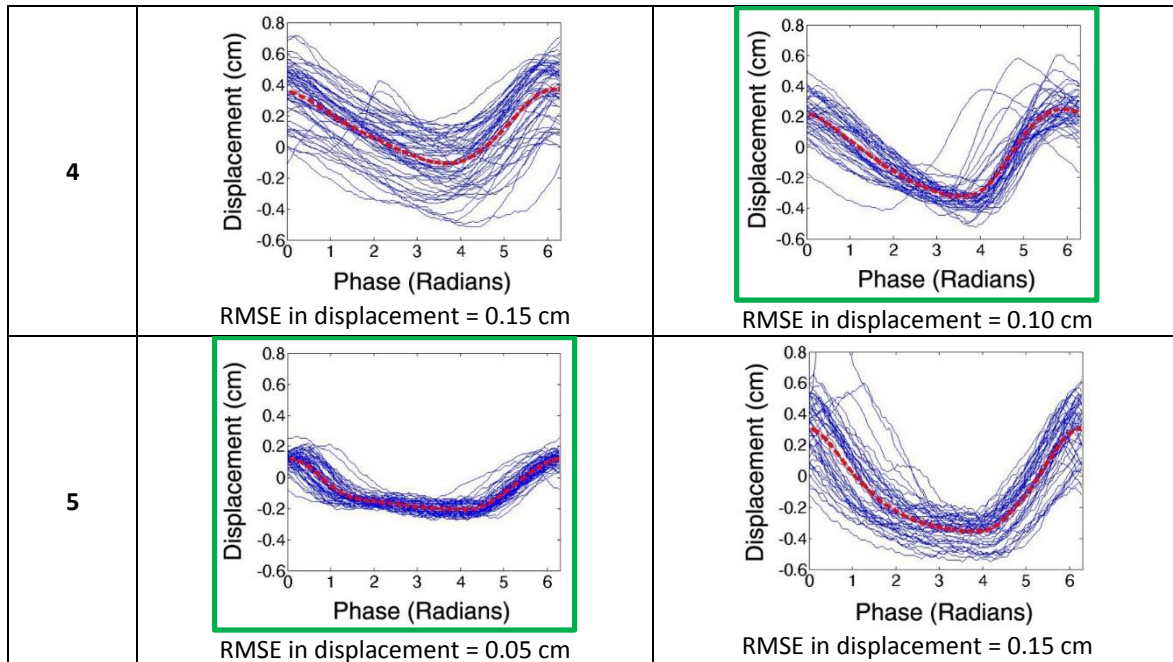 4
0.8
0.6
0.4
0.2
0
-0.2
-0.4
-0.6
Displacement (cm)
0 1 2 3 4 5 6
Phase (Radians)
RMSE in displacement = 0.15 cm
0.8
0.6
0.4
0.2
0
-0.2
-0.4
-0.6
Displacement (cm)
0 1 2 3 4 5 6
Phase (Radians)
RMSE in displacement = 0.10 cm
5
0.8
0.6
0.4
0.2
0
-0.2
-0.4
-0.6
Displacement (cm)
0 1 2 3 4 5 6
Phase (Radians)
RMSE in displacement = 0.05 cm
0.8
0.6
0.4
0.2
0
-0.2
-0.4
-0.6
Displacement (cm)
0 1 2 3 4 5 6
Phase (Radians)
RMSE in displacement = 0.15 cm